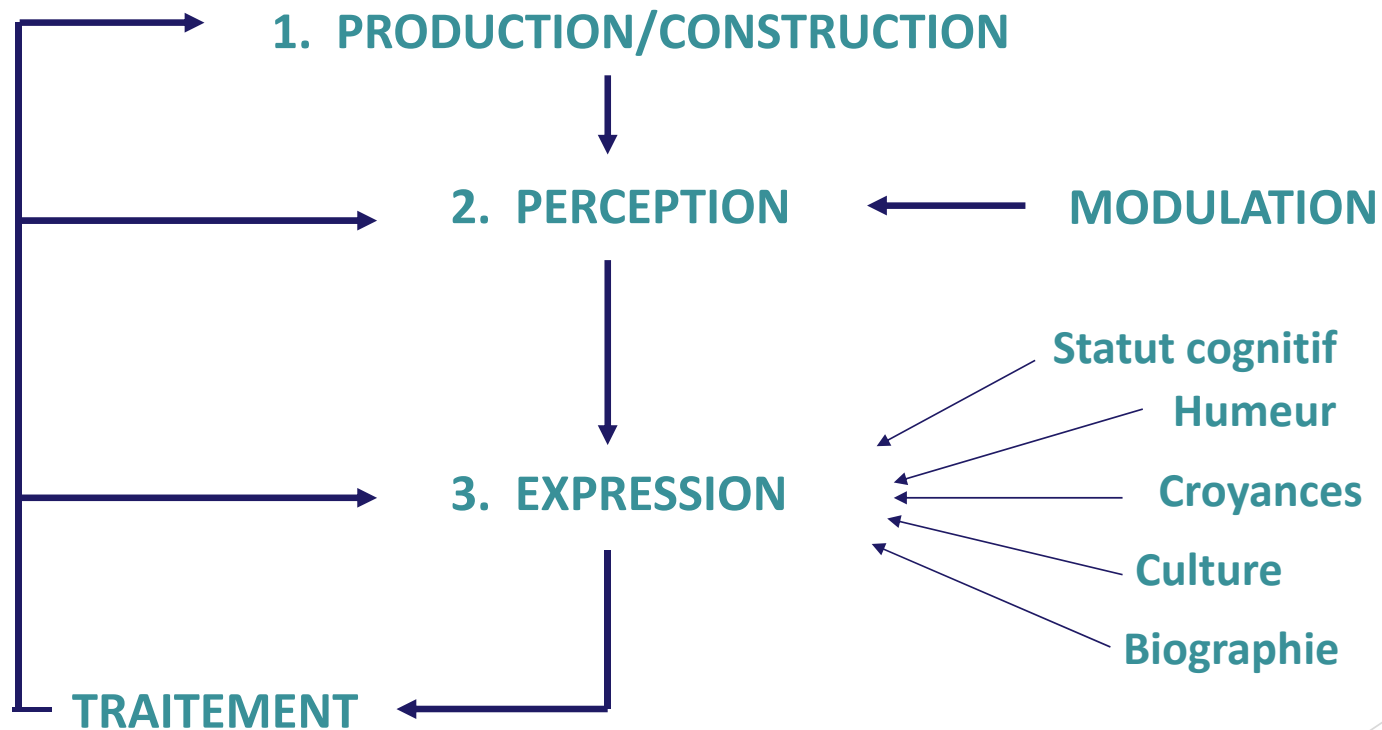 1. PRODUCTION/CONSTRUCTION
2. PERCEPTION
MODULATION
Statut cognitif
Humeur
3. EXPRESSION
Croyances
Culture
Biographie
TRAITEMENT